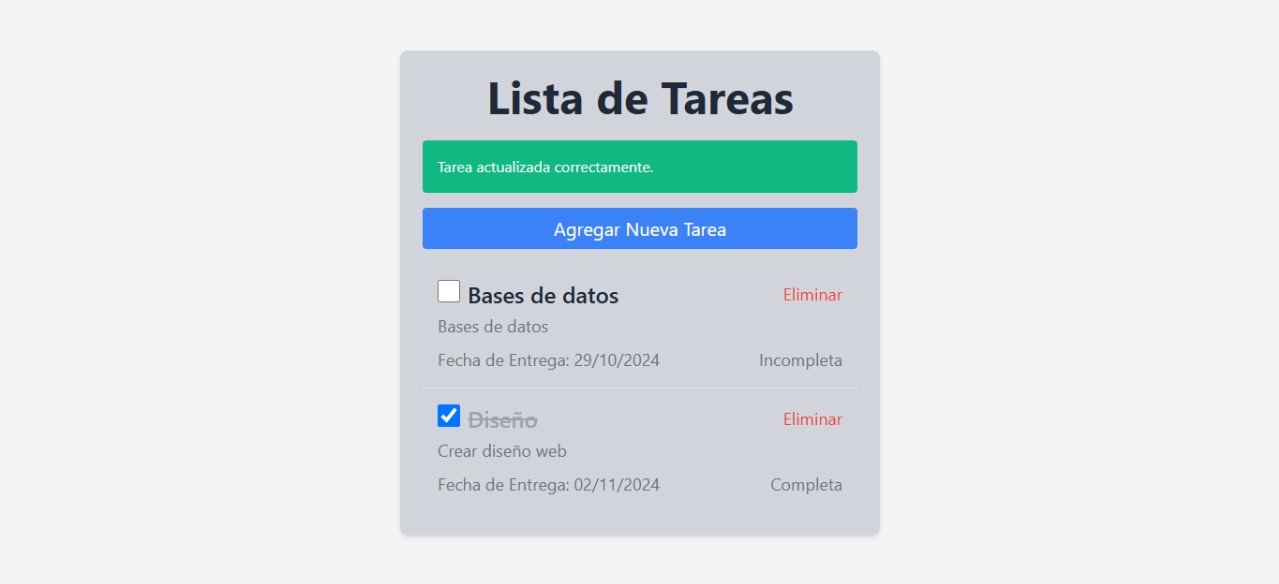 Lista de Tareas
Tarea actualizada correctamente.
Agregar Nueva Tarea
Bases de datos Eliminar
Bases de datos
Fecha de Entrega: 29/10/2024 Incompleta
Diseño Eliminar
Crear diseño web
Fecha de Entrega: 02/11/2024 Completa